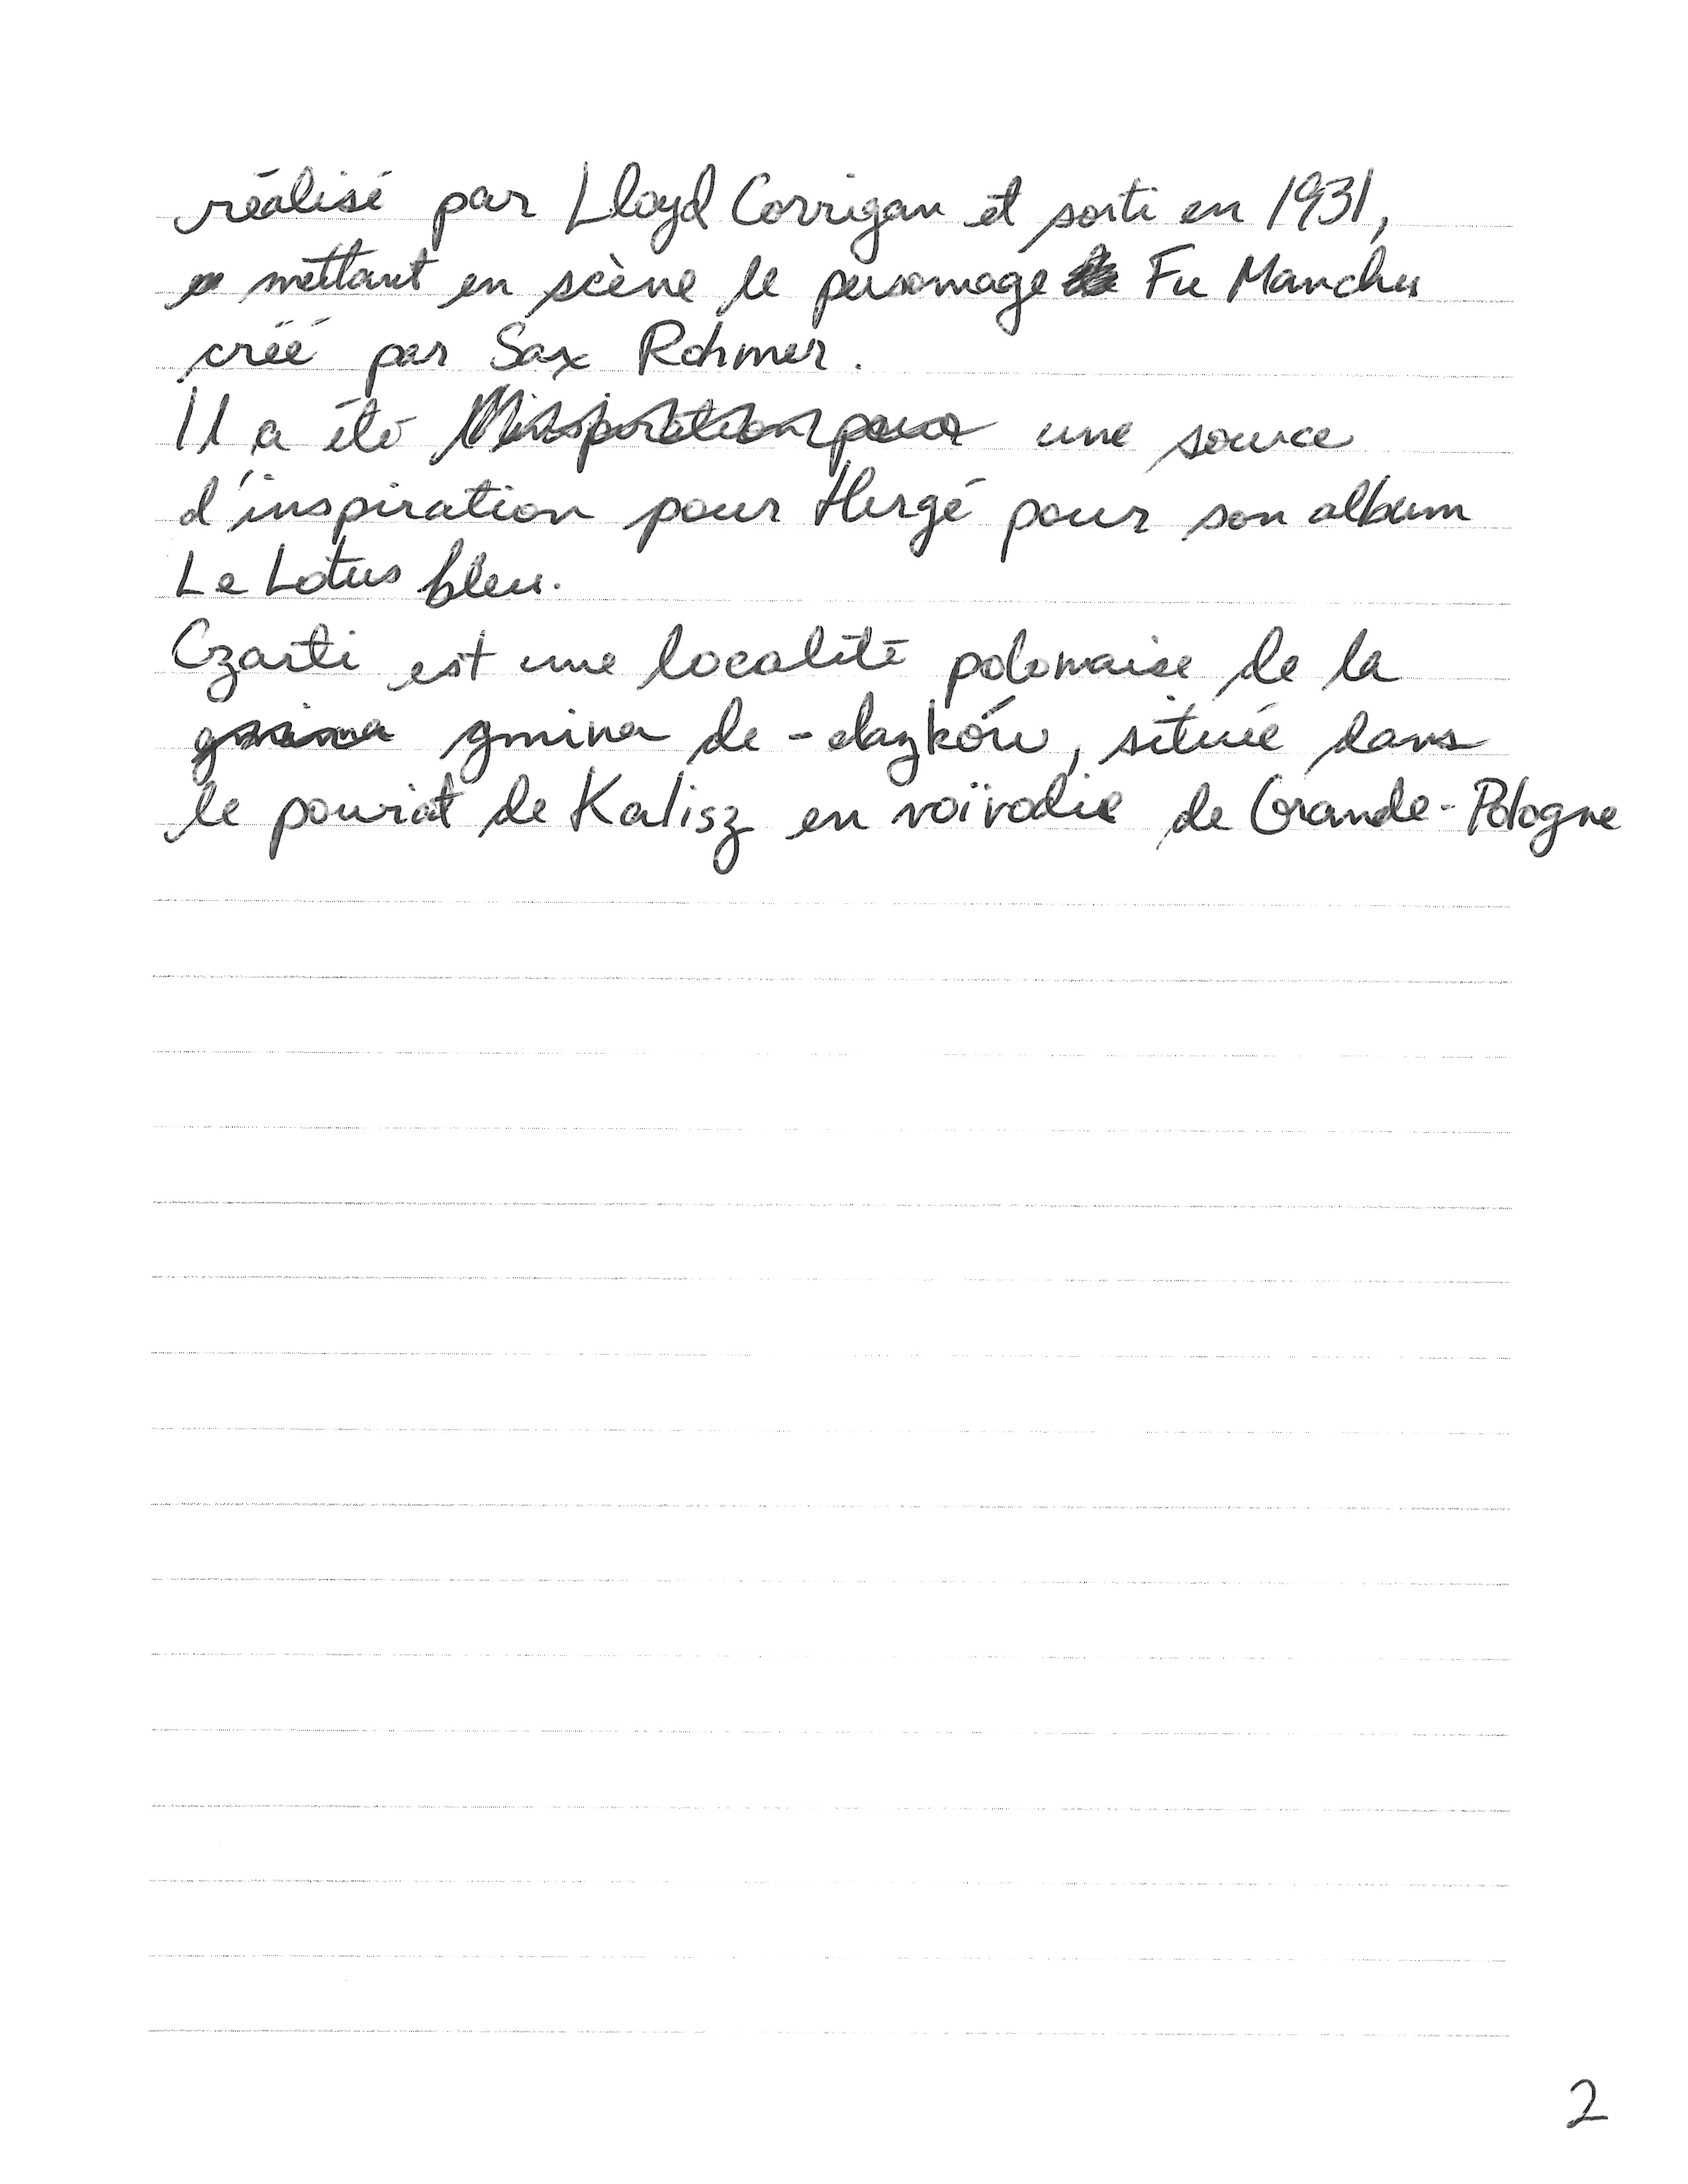 réalisé par Lloyd Corrigan et sorti en 1931,
mettant en scène le personnage Fu Manchu
créé par Sax Rohmer.
Il a été une source
d'inspiration pour Hergé pour son album
Le Lotus bleu.
Czarti est une localité polonaise de la
gmina de , située dans
le powiat de Kalisz en voïvodie de Grande-Pologne
2